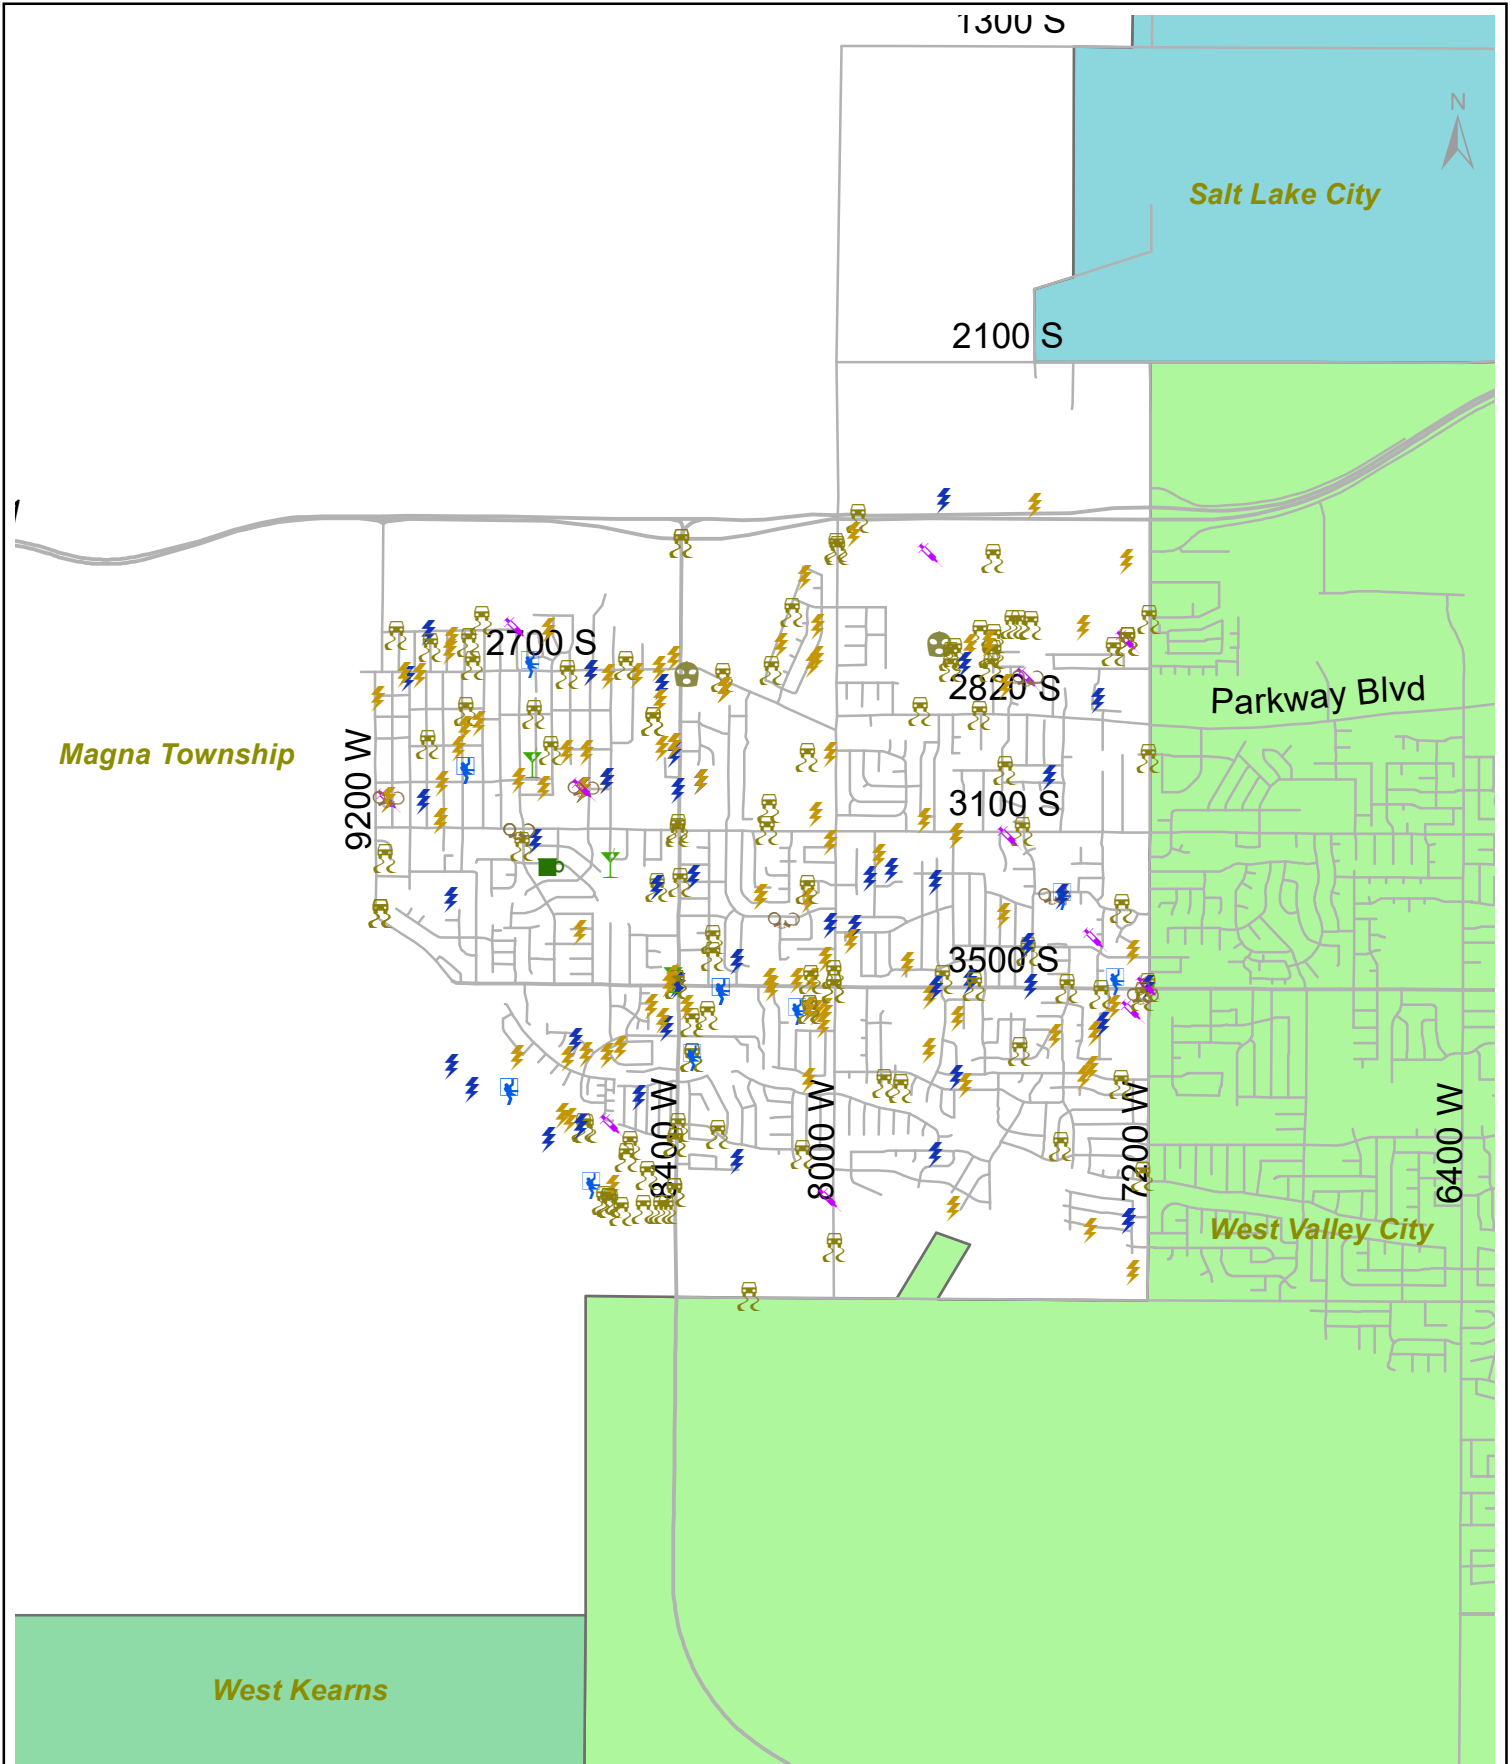 1300 S
N
Salt Lake City
2100 S
2700 S
2820 S
Parkway Blvd
Magna Township
9200 W
3100 S
3500 S
8400 W
8000 W
7200 W
6400 W
West Valley City
West Kearns